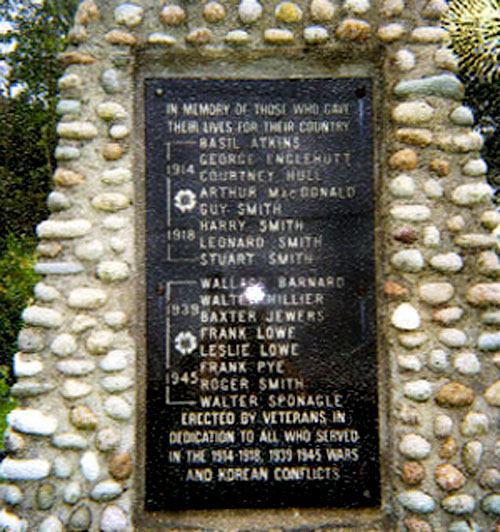 IN MEMORY OF THOSE WHO GAVE
THEIR LIVES FOR THEIR COUNTRY
1914
1918
BASIL ATKINS
GEORGE ENGLEHUTT
COURTNEY HULL
ARTHUR MACDONALD
GUY SMITH
HARRY SMITH
LEONARD SMITH
STUART SMITH
1939
1945
WALLACE BARNARD
WALTER HILLIER
BAXTER JEWERS
FRANK LOWE
LESLIE LOWE
FRANK PYE
ROGER SMITH
WALTER SPONAGLE
ERECTED BY VETERANS IN
DEDICATION TO ALL WHO SERVED
IN THE 1914-1918, 1939 1945 WARS
AND KOREAN CONFLICTS